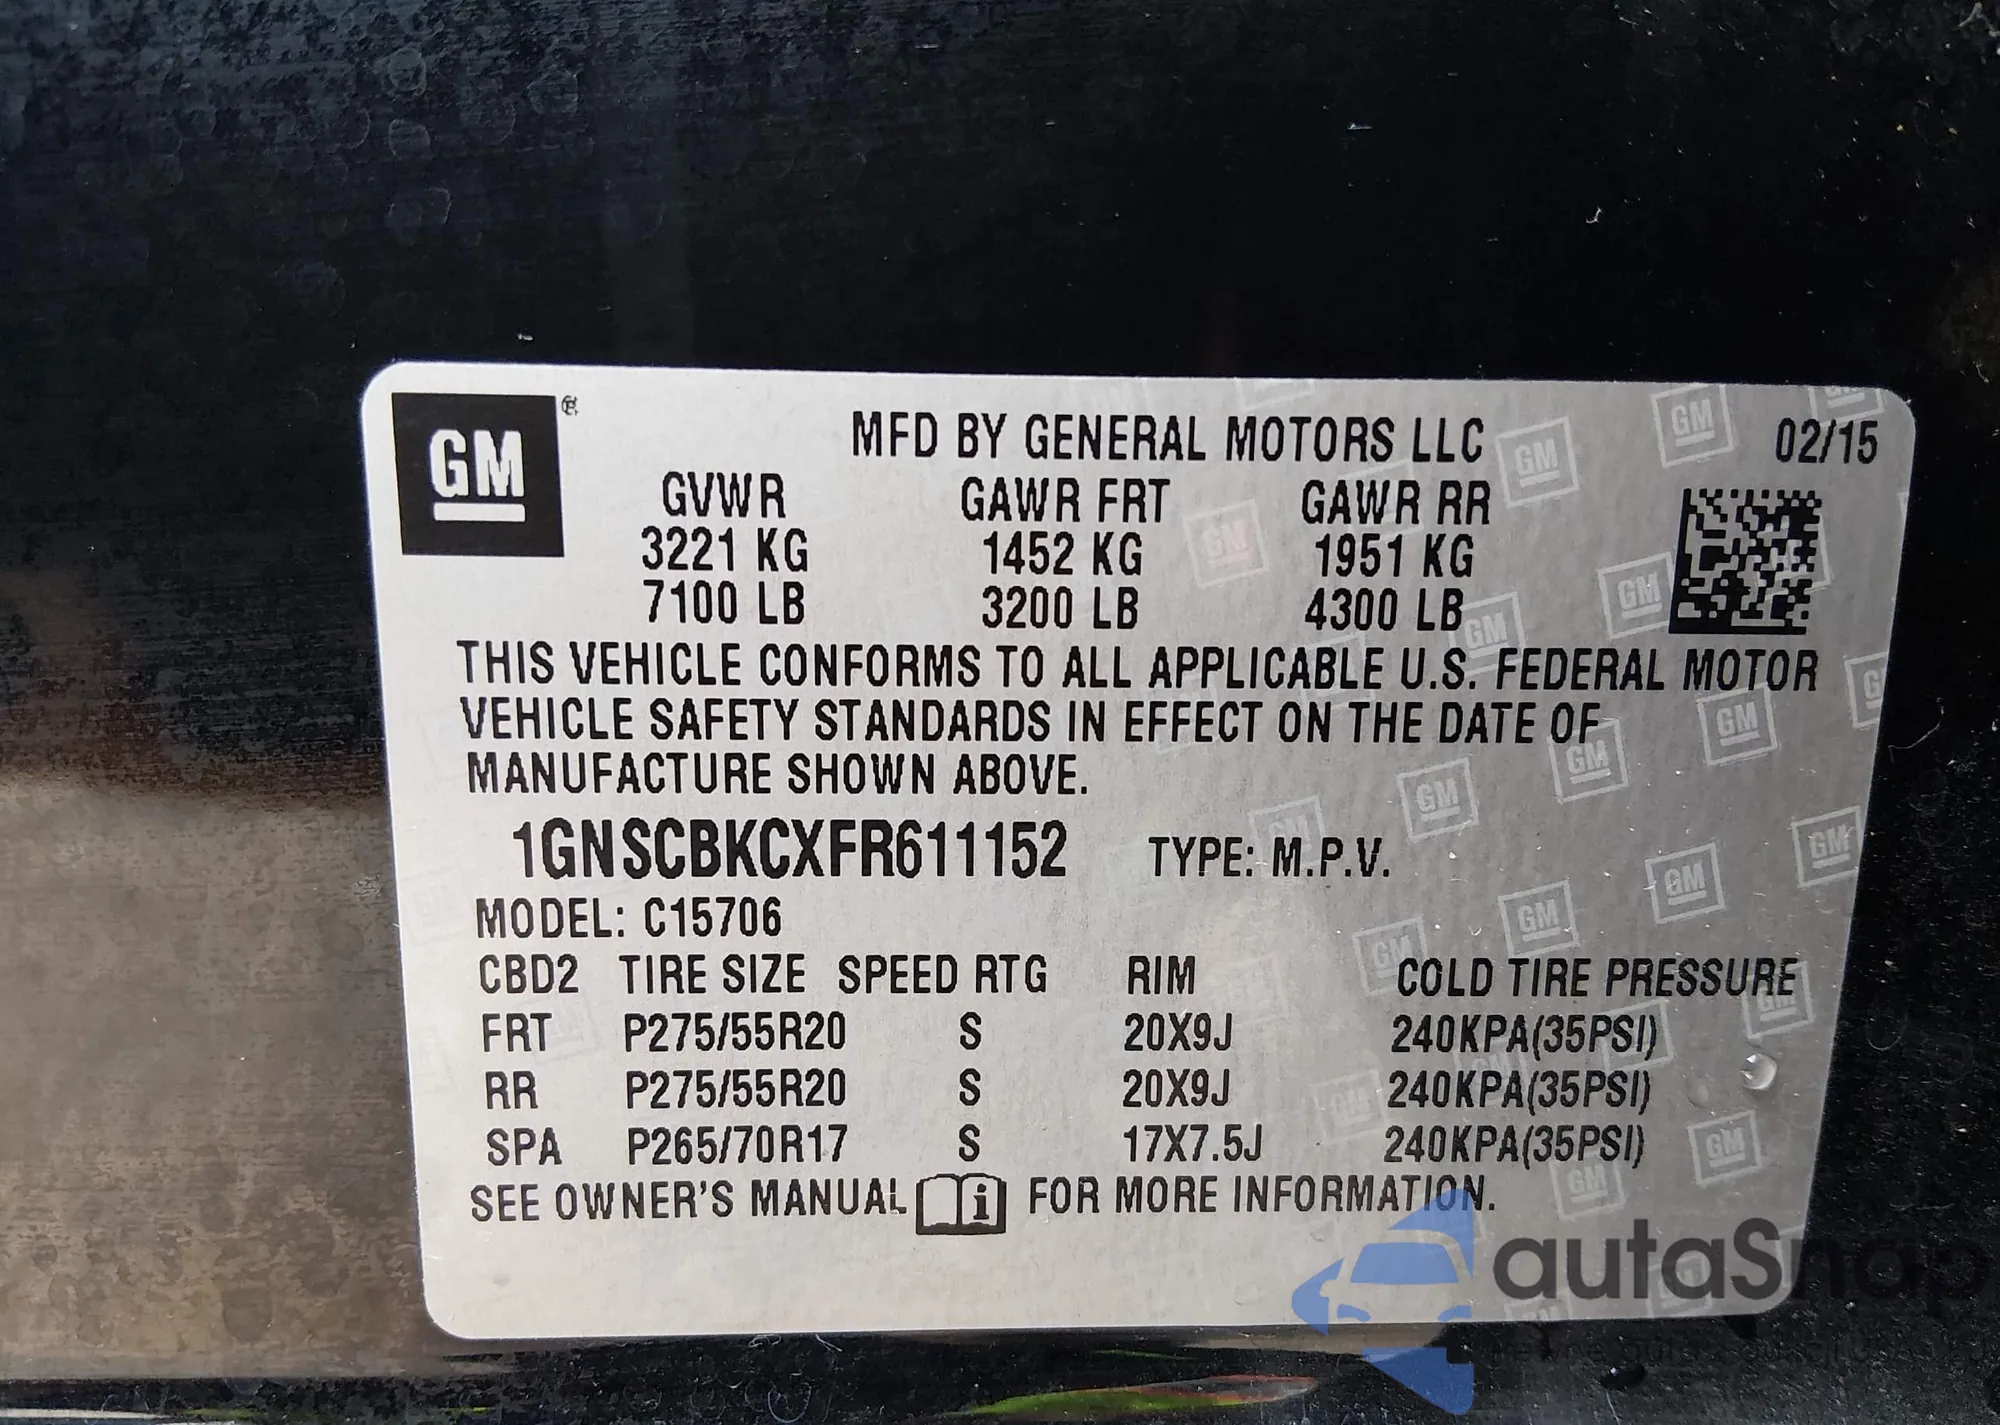 GM
MFD BY GENERAL MOTORS LLC 02/15
GVWR GAWR FRT GAWR RR
3221 KG 1452 KG 1951 KG
7100 LB 3200 LB 4300 LB
THIS VEHICLE CONFORMS TO ALL APPLICABLE U.S. FEDERAL MOTOR
VEHICLE SAFETY STANDARDS IN EFFECT ON THE DATE OF
MANUFACTURE SHOWN ABOVE.
1GNSCBKCXFR611152 TYPE: M.P.V.
MODEL: C15706
CBD2 TIRE SIZE SPEED RTG RIM COLD TIRE PRESSURE
FRT P275/55R20 S 20X9J 240KPA(35PSI)
RR P275/55R20 S 20X9J 240KPA(35PSI)
SPA P265/70R17 S 17X7.5J 240KPA(35PSI)
SEE OWNER'S MANUAL i FOR MORE INFORMATION.
autaSnap